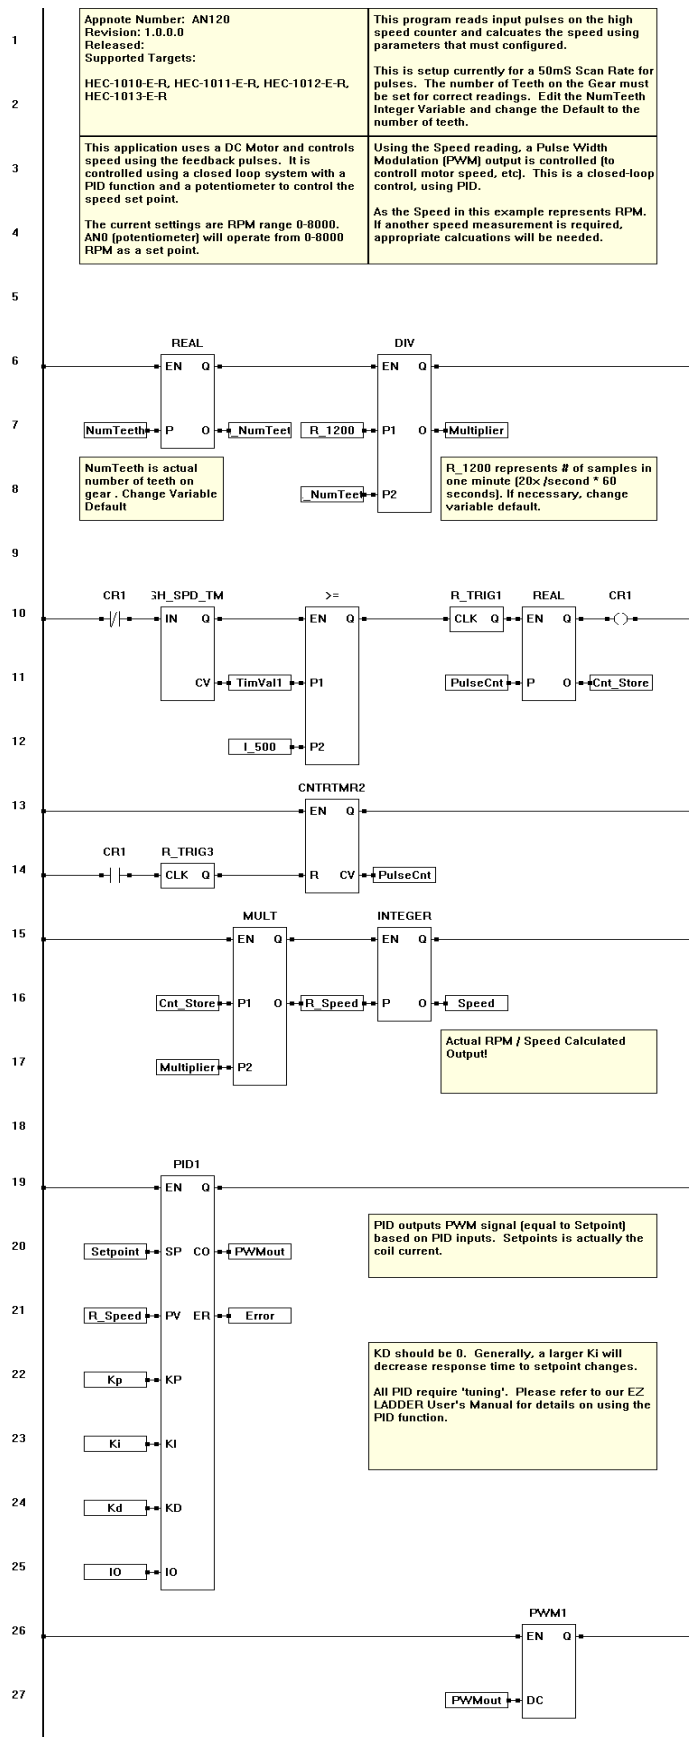 Appnote Number: AN120
Revision: 1.0.0.0
Released:
Supported Targets:
HEC-1010-E-R, HEC-1011-E-R, HEC-1012-E-R,
HEC-1013-E-R
This program reads input pulses on the high
speed counter and calcuates the speed using
parameters that must configured.
This is setup currently for a 50mS Scan Rate for
pulses. The number of Teeth on the Gear must
be set for correct readings. Edit the NumTeeth
Integer Variable and change the Default to the
number of teeth.
1
2
This application uses a DC Motor and controls
speed using the feedback pulses. It is
controlled using a closed loop system with a
PID function and a potentiometer to control the
speed set point.
The current settings are RPM range 0-8000.
AN0 (potentiometer) will operate from 0-8000
RPM as a set point.
Using the Speed reading, a Pulse Width
Modulation (PWM) output is controlled (to
controll motor speed, etc). This is a closed-loop
control, using PID.
As the Speed in this example represents RPM.
If another speed measurement is required,
appropriate calcuations will be needed.
3
4
5
REAL DIV
6 EN Q EN Q
7 NumTeeth P O _NumTeet R_1200 P1 O Multiplier
NumTeeth is actual
number of teeth on
gear . Change Variable
Default
8 _NumTeet P2
R_1200 represents # of samples in
one minute (20x /second * 60
seconds). If necessary, change
variable default.
9
CR1 GH_SPD_TM >= R_TRIG1 REAL CR1
10 IN Q EN Q CLK Q EN Q
11 CV TimVal1 P1 PulseCnt P O Cnt_Store
12 I_500 P2
CNTRTMR2
13 EN Q
CR1 R_TRIG3
14 CLK Q R CV PulseCnt
MULT INTEGER
15 EN Q EN Q
16 Cnt_Store P1 O R_Speed P O Speed
17 Multiplier P2
Actual RPM / Speed Calculated
Output!
18
PID1
19 EN Q
20 Setpoint SP CO PWMout
PID outputs PWM signal (equal to Setpoint)
based on PID inputs. Setpoints is actually the
coil current.
21 R_Speed PV ER Error
22 Kp KP
KD should be 0. Generally, a larger Ki will
decrease response time to setpoint changes.
All PID require 'tuning'. Please refer to our EZ
LADDER User's Manual for details on using the
PID function.
23 Ki KI
24 Kd KD
25 IO IO
PWM1
26 EN Q
27 PWMout DC